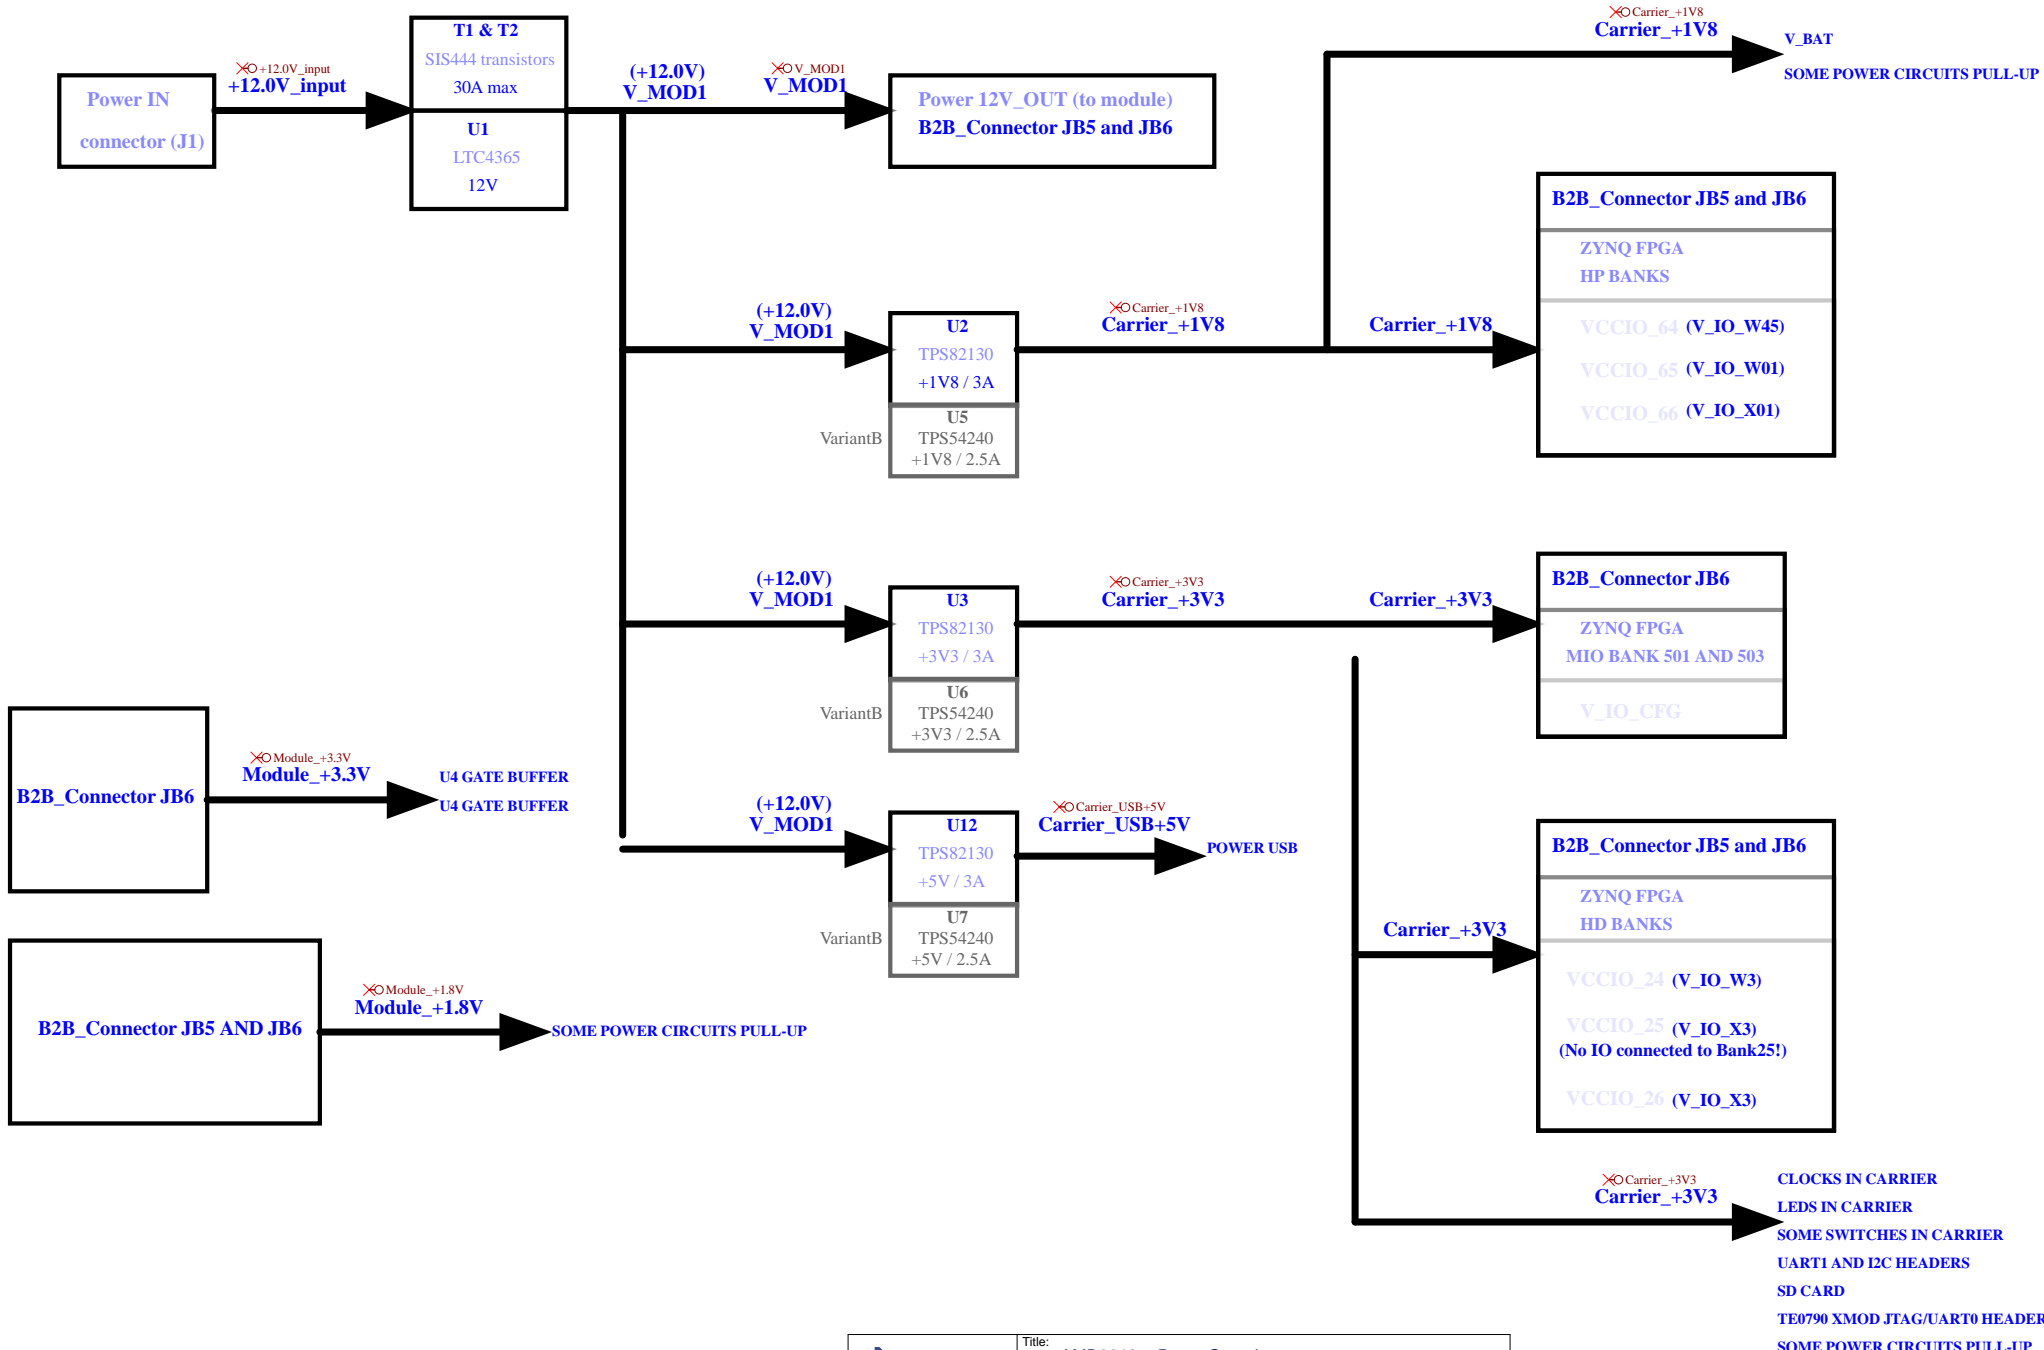 Power IN
connector (J1)
+12.0V_input
+12.0V_input
T1 & T2
SIS444 transistors
30A max
U1
LTC4365
12V
(+12.0V)
V_MOD1
V_MOD1
V_MOD1
Power 12V_OUT (to module)
B2B_Connector JB5 and JB6
Carrier_+1V8
Carrier_+1V8
V_BAT
SOME POWER CIRCUITS PULL-UP
(+12.0V)
V_MOD1
U2
TPS82130
+1V8 / 3A
VariantB
U5
TPS54240
+1V8 / 2.5A
Carrier_+1V8
Carrier_+1V8
Carrier_+1V8
B2B_Connector JB5 and JB6
ZYNQ FPGA
HP BANKS
VCCIO_64 (V_IO_W45)
VCCIO_65 (V_IO_W01)
VCCIO_66 (V_IO_X01)
(+12.0V)
V_MOD1
U3
TPS82130
+3V3 / 3A
VariantB
U6
TPS54240
+3V3 / 2.5A
Carrier_+3V3
Carrier_+3V3
Carrier_+3V3
B2B_Connector JB6
ZYNQ FPGA
MIO BANK 501 AND 503
V_IO_CFG
B2B_Connector JB6
Module_+3.3V
Module_+3.3V
U4 GATE BUFFER
U4 GATE BUFFER
(+12.0V)
V_MOD1
U12
TPS82130
+5V / 3A
VariantB
U7
TPS54240
+5V / 2.5A
Carrier_USB+5V
Carrier_USB+5V
POWER USB
B2B_Connector JB5 and JB6
ZYNQ FPGA
HD BANKS
Carrier_+3V3
VCCIO_24 (V_IO_W3)
VCCIO_25 (V_IO_X3)
(No IO connected to Bank25!)
VCCIO_26 (V_IO_X3)
B2B_Connector JB5 AND JB6
Module_+1.8V
Module_+1.8V
SOME POWER CIRCUITS PULL-UP
Carrier_+3V3
Carrier_+3V3
CLOCKS IN CARRIER
LEDS IN CARRIER
SOME SWITCHES IN CARRIER
UART1 AND I2C HEADERS
SD CARD
TE0790 XMOD JTAG/UART0 HEADER
SOME POWER CIRCUITS PULL-UP
Title: